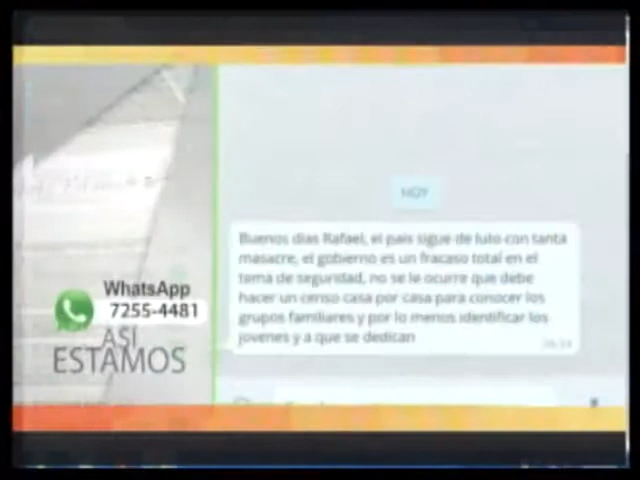 HOY
Buenos dias Rafael, el pais sigue de luto con tanta
masacre, el gobierno es un fracaso total en el
tema de seguridad, no se le ocurre que debe
hacer un censo casa por casa para conocer los
grupos familiares y por lo menos identificar los
jovenes y a que se dedican
WhatsApp
7255-4481
ASI
ESTAMOS